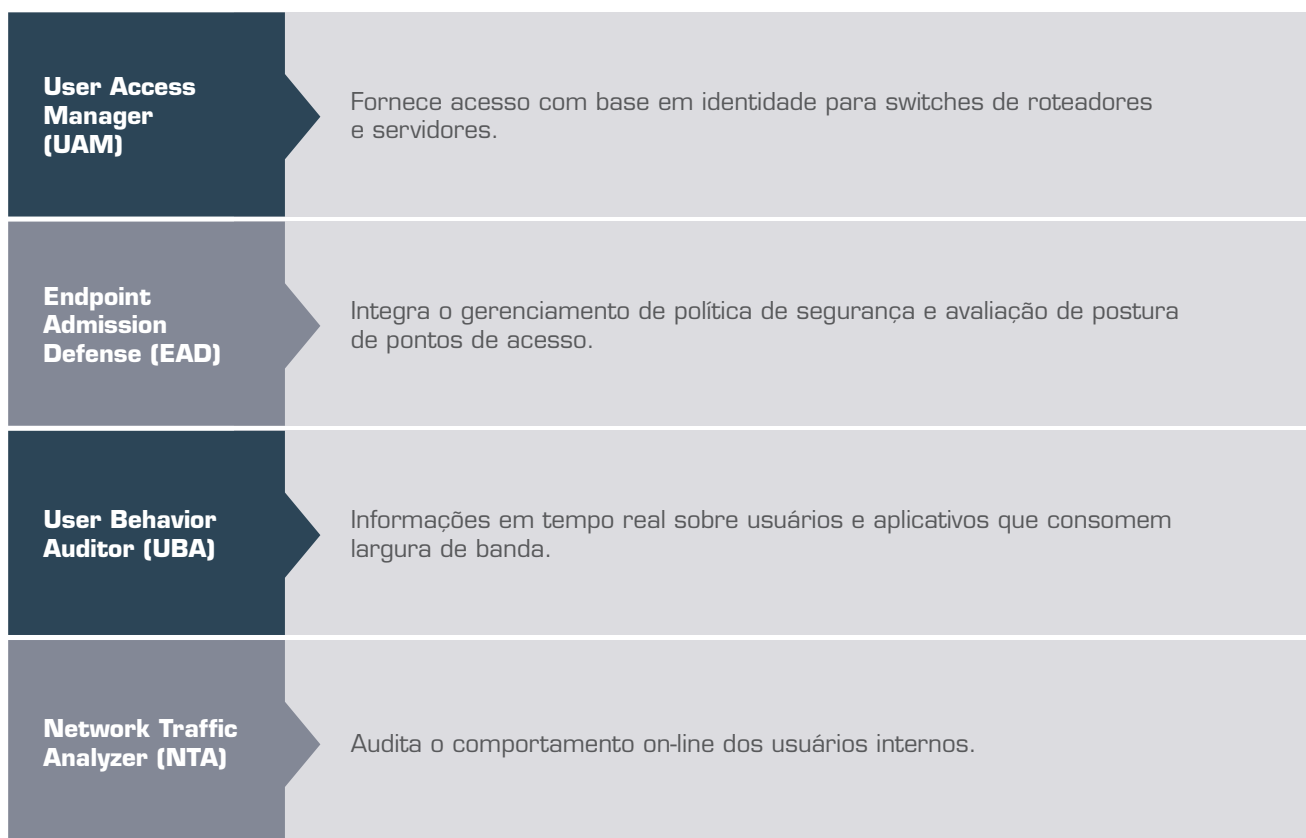 User Access
Manager
(UAM)
Fornece acesso com base em identidade para switches de roteadores
e servidores.
Endpoint
Admission
Defense (EAD)
Integra o gerenciamento de política de segurança e avaliação de postura
de pontos de acesso.
User Behavior
Auditor (UBA)
Informações em tempo real sobre usuários e aplicativos que consomem
largura de banda.
Network Traffic
Analyzer (NTA)
Audita o comportamento on-line dos usuários internos.